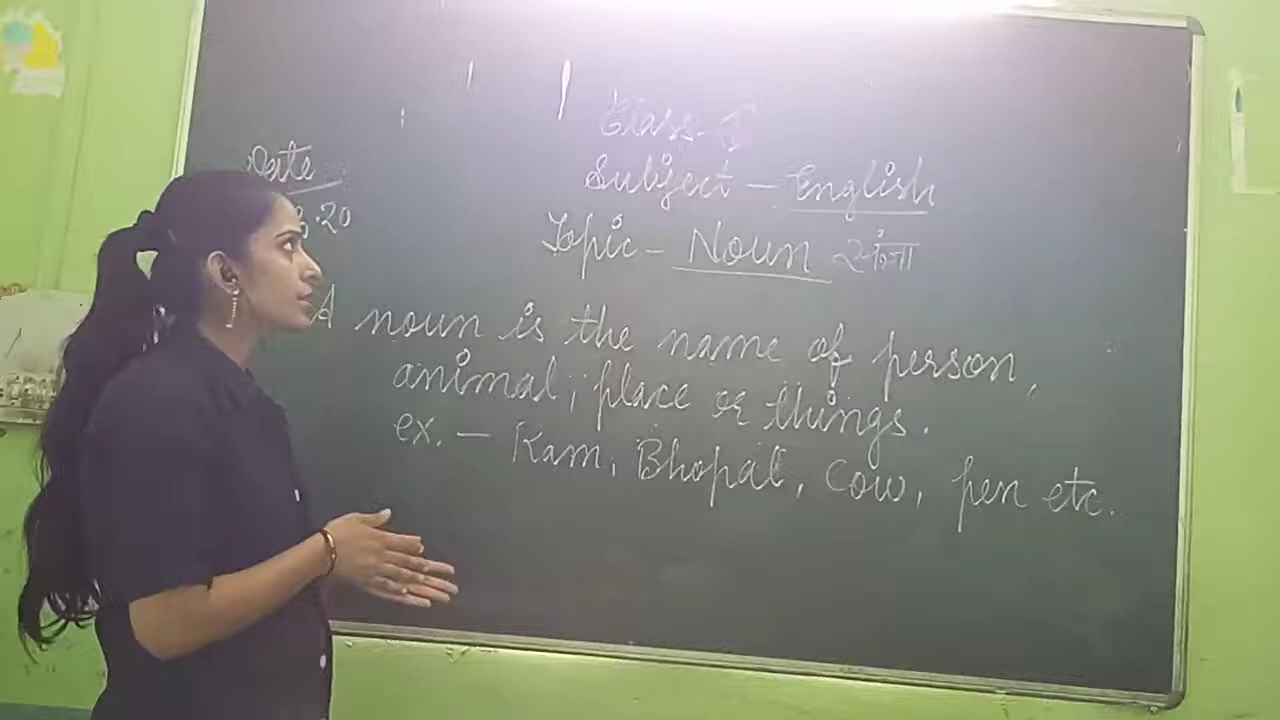 Class - I
Date
Subject - English
.20
Topic - Noun संज्ञा
A noun is the name of person,
animal, place or things.
ex. - Ram, Bhopal, Cow, pen etc.